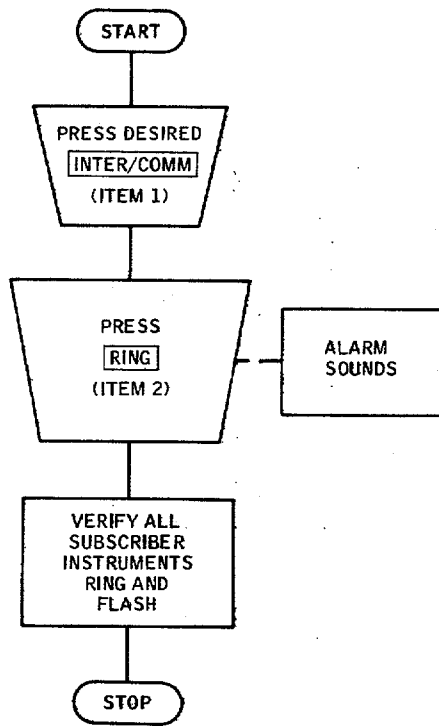 START
PRESS DESIRED
INTER/COMM
(ITEM 1)
PRESS
RING
(ITEM 2)
ALARM
SOUNDS
VERIFY ALL
SUBSCRIBER
INSTRUMENTS
RING AND
FLASH
STOP